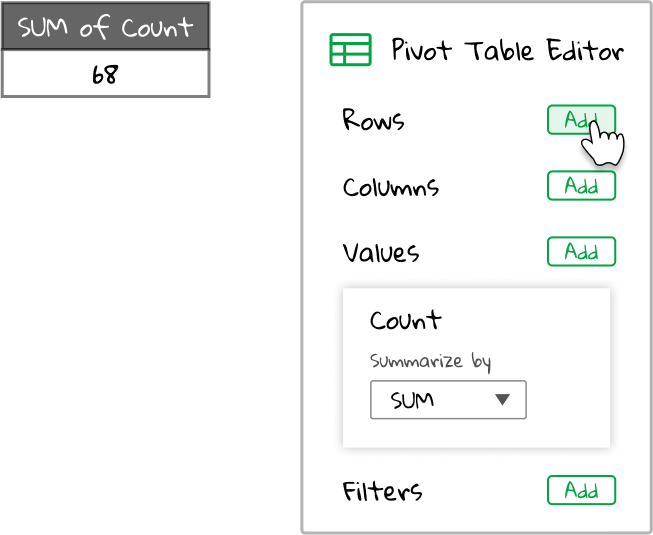 SUM of Count
68
Pivot Table Editor
Rows Add
Columns Add
Values Add
Count
Summarize by
SUM
Filters Add